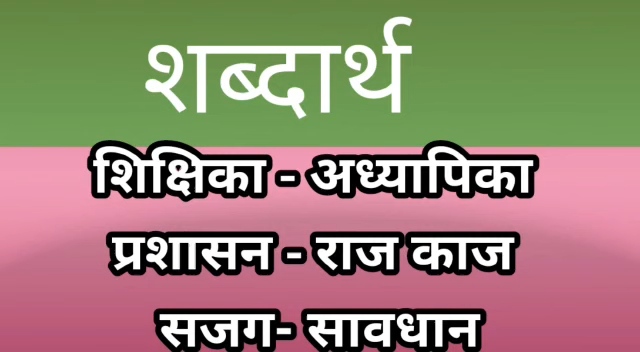 शब्दार्थ
शिक्षिका - अध्यापिका
प्रशासन - राज काज
सजग- सावधान